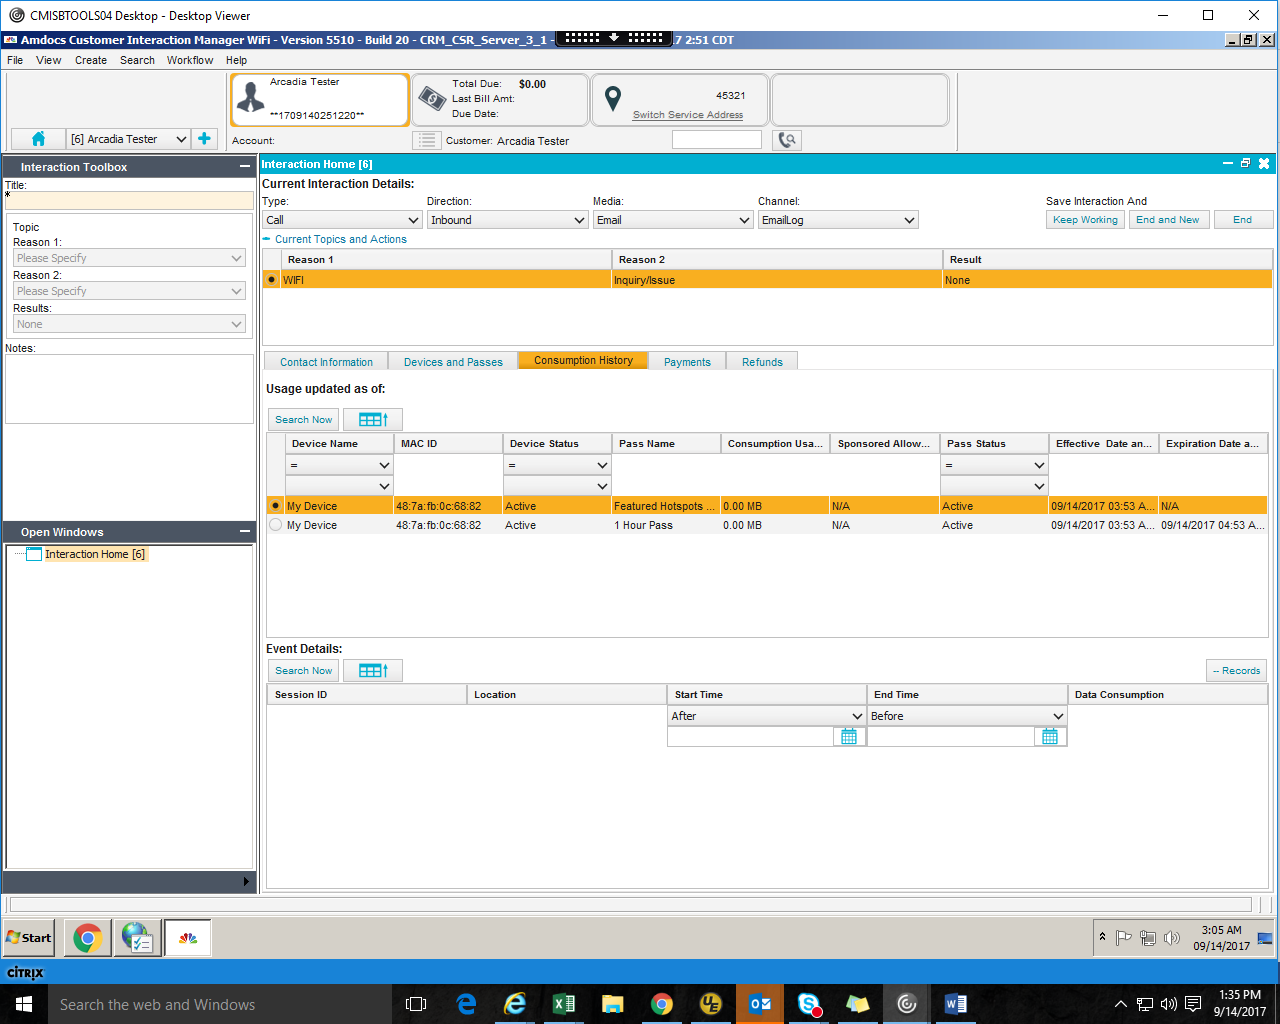 CMISBTOOLS04 Desktop - Desktop Viewer
Amdocs Customer Interaction Manager WiFi - Version 5510 - Build 20 - CRM_CSR_Server_3_1 - 7 2:51 CDT
File View Create Search Workflow Help
Arcadia Tester
**1709140251220**
Total Due: $0.00
Last Bill Amt:
Due Date:
45321
Switch Service Address
[6] Arcadia Tester
Account:
Customer: Arcadia Tester
Interaction Toolbox
Title:
*
Topic
Reason 1:
Please Specify
Reason 2:
Please Specify
Results:
None
Notes:
Open Windows
Interaction Home [6]
Interaction Home [6]
Current Interaction Details:
Type: Direction: Media: Channel: Save Interaction And
Call Inbound Email EmailLog Keep Working End and New End
Current Topics and Actions
Reason 1 Reason 2 Result
WIFI Inquiry/Issue None
Contact Information Devices and Passes Consumption History Payments Refunds
Usage updated as of:
Search Now
Device Name MAC ID Device Status Pass Name Consumption Usa... Sponsored Allow... Pass Status Effective Date an... Expiration Date a...
= = =
My Device 48:7a:fb:0c:68:82 Active Featured Hotspots ... 0.00 MB N/A Active 09/14/2017 03:53 A... N/A
My Device 48:7a:fb:0c:68:82 Active 1 Hour Pass 0.00 MB N/A Active 09/14/2017 03:53 A... 09/14/2017 04:53 A...
Event Details:
Search Now -- Records
Session ID Location Start Time End Time Data Consumption
After Before
Start
3:05 AM
09/14/2017
CITRIX
Search the web and Windows
1:35 PM
9/14/2017